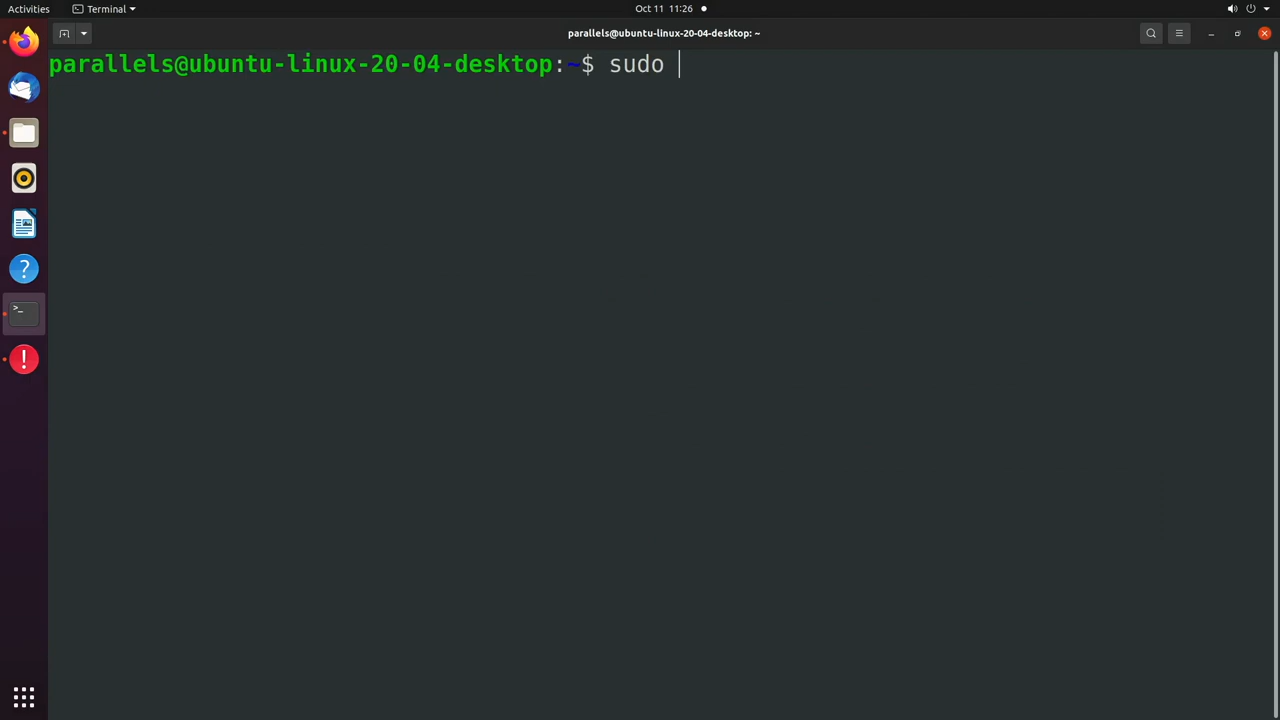 Activities
Terminal
Oct 11 11:26
parallels@ubuntu-linux-20-04-desktop: ~
parallels@ubuntu-linux-20-04-desktop:~$ sudo